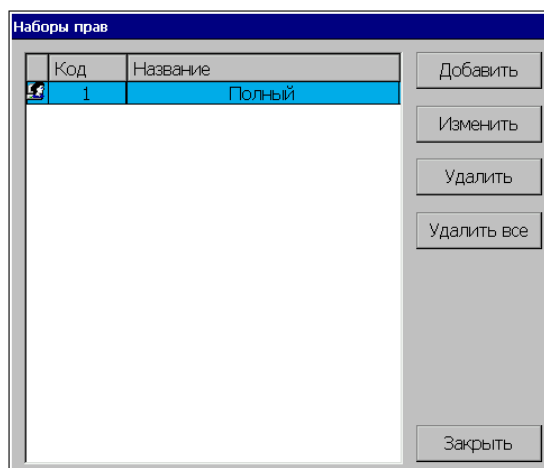 Наборы прав
Код Название
1 Полный
Добавить
Изменить
Удалить
Удалить все
Закрыть